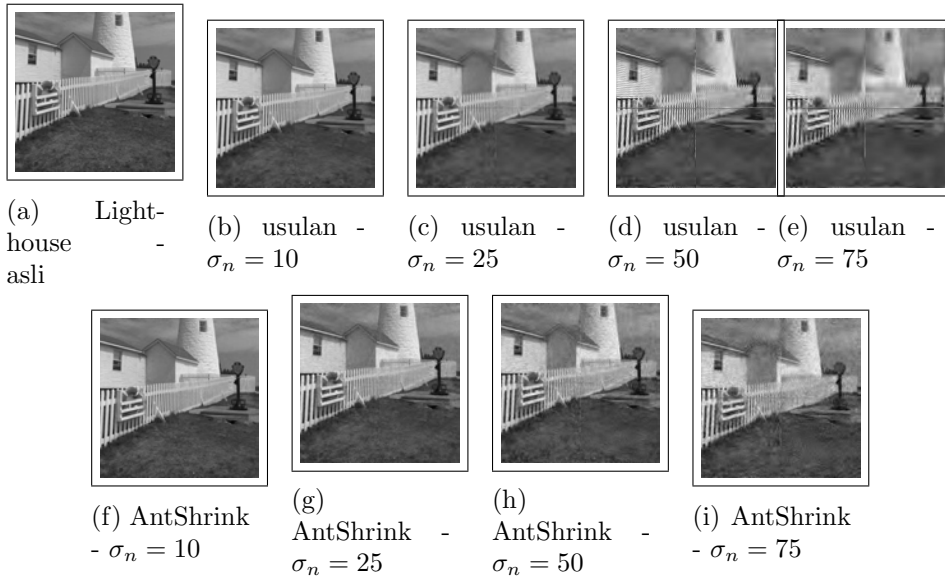 (a) Light-
house -
asli
(b) usulan -
σₙ = 10
(c) usulan -
σₙ = 25
(d) usulan -
σₙ = 50
(e) usulan -
σₙ = 75
(f) AntShrink
- σₙ = 10
(g)
AntShrink -
σₙ = 25
(h)
AntShrink -
σₙ = 50
(i) AntShrink
- σₙ = 75